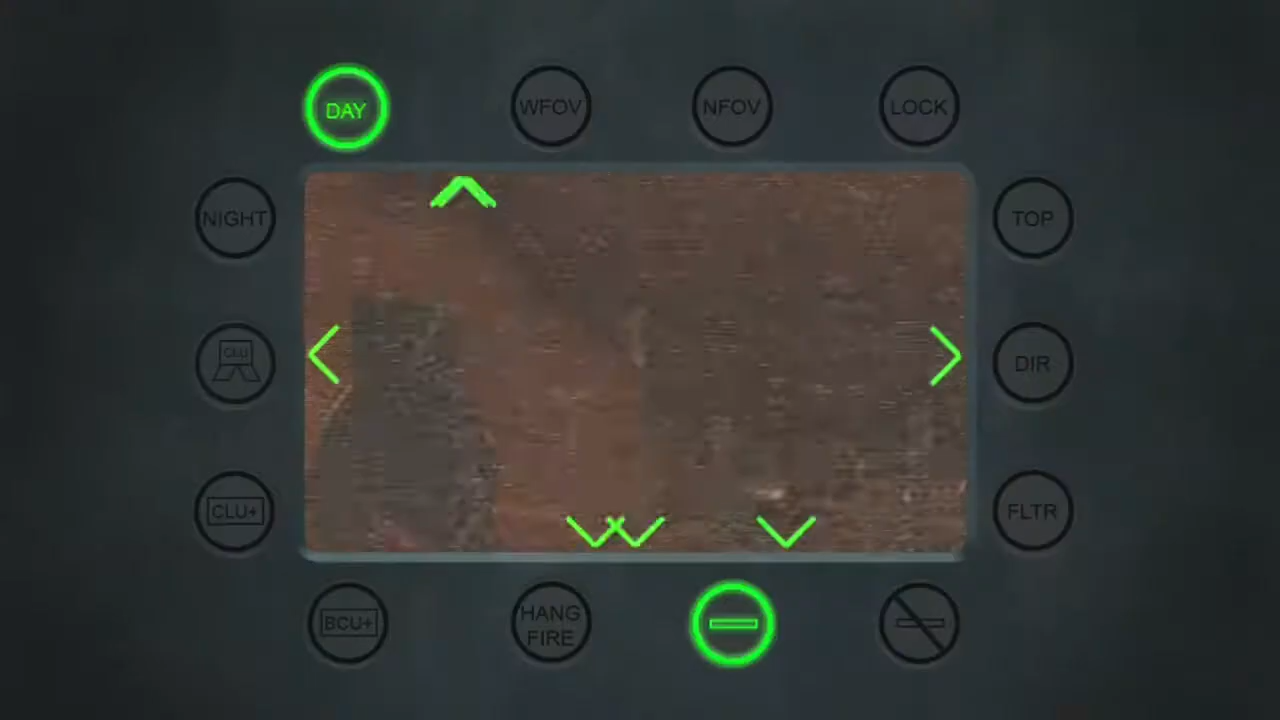 DAY
WFOV
NFOV
LOCK
NIGHT
TOP
CLU
DIR
CLU+
FLTR
BCU+
HANG
FIRE